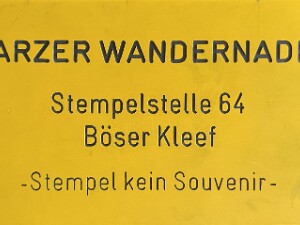 ARZER WANDERNADE
Stempelstelle 64
Böser Kleef
-Stempel kein Souvenir-